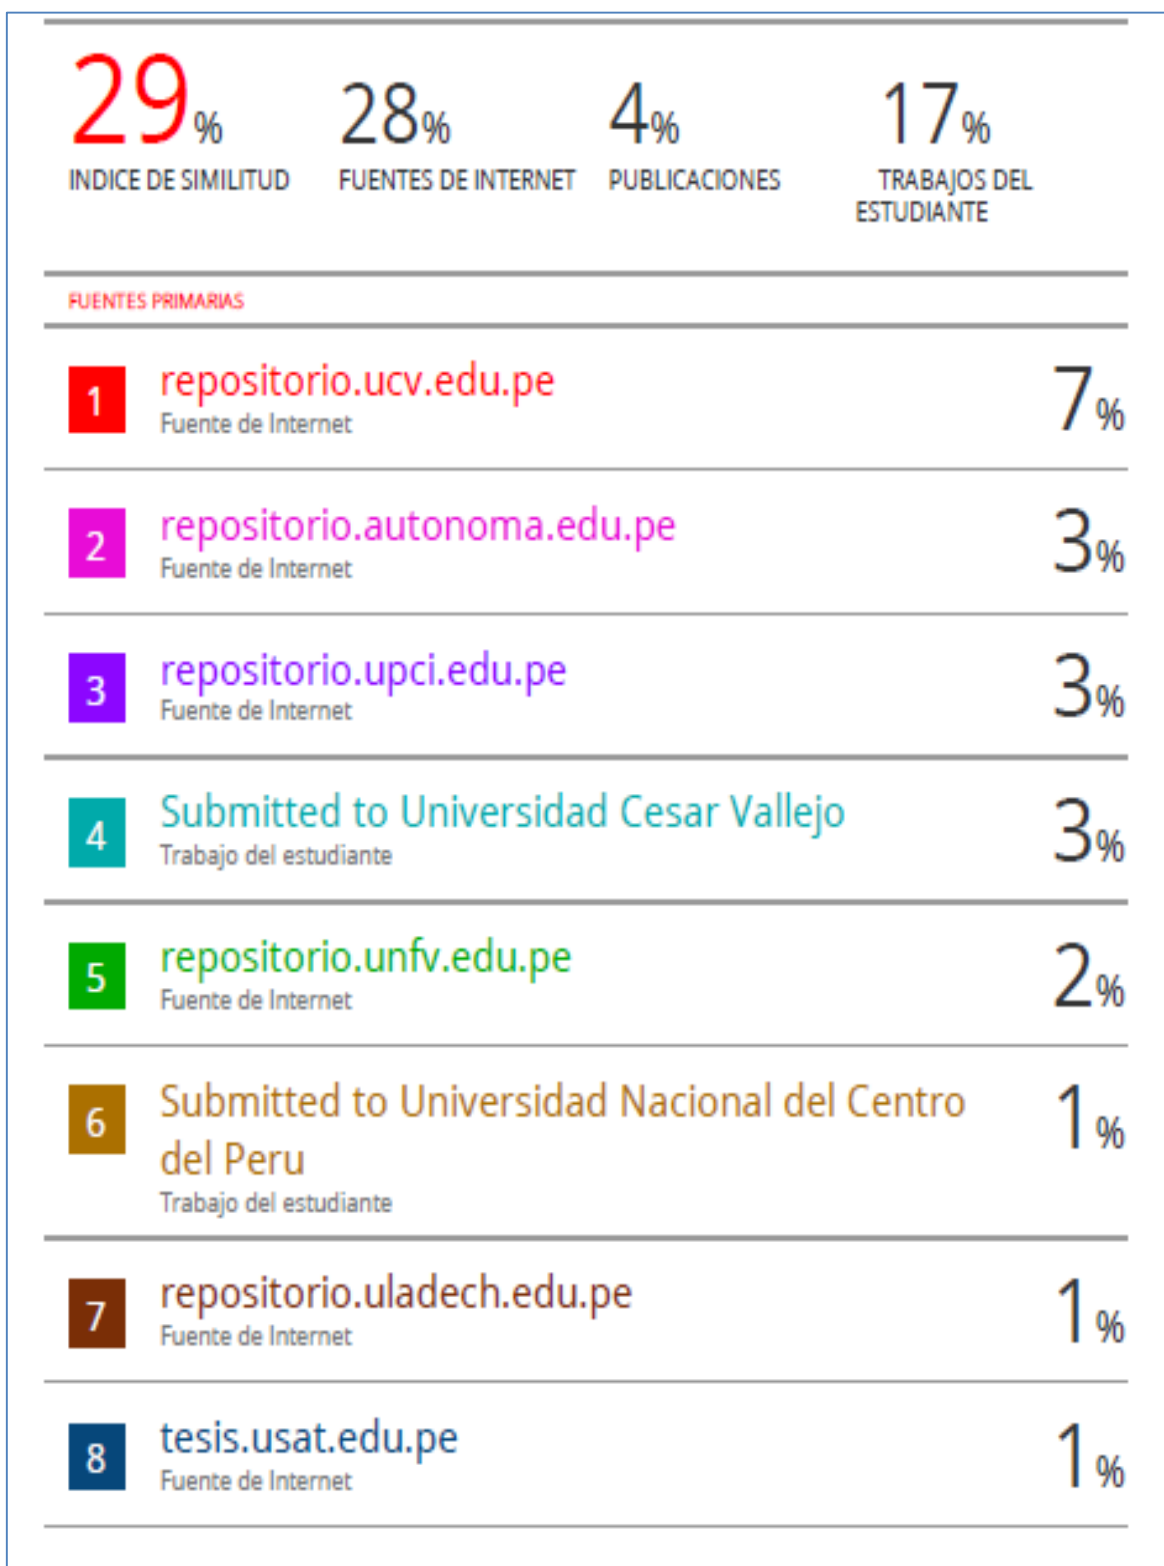 29% 28% 4% 17%
INDICE DE SIMILITUD FUENTES DE INTERNET PUBLICACIONES TRABAJOS DEL
ESTUDIANTE
FUENTES PRIMARIAS
1 repositorio.ucv.edu.pe 7%
Fuente de Internet
2 repositorio.autonoma.edu.pe 3%
Fuente de Internet
3 repositorio.upci.edu.pe 3%
Fuente de Internet
4 Submitted to Universidad Cesar Vallejo 3%
Trabajo del estudiante
5 repositorio.unfv.edu.pe 2%
Fuente de Internet
6 Submitted to Universidad Nacional del Centro 1%
del Peru
Trabajo del estudiante
7 repositorio.uladech.edu.pe 1%
Fuente de Internet
8 tesis.usat.edu.pe 1%
Fuente de Internet